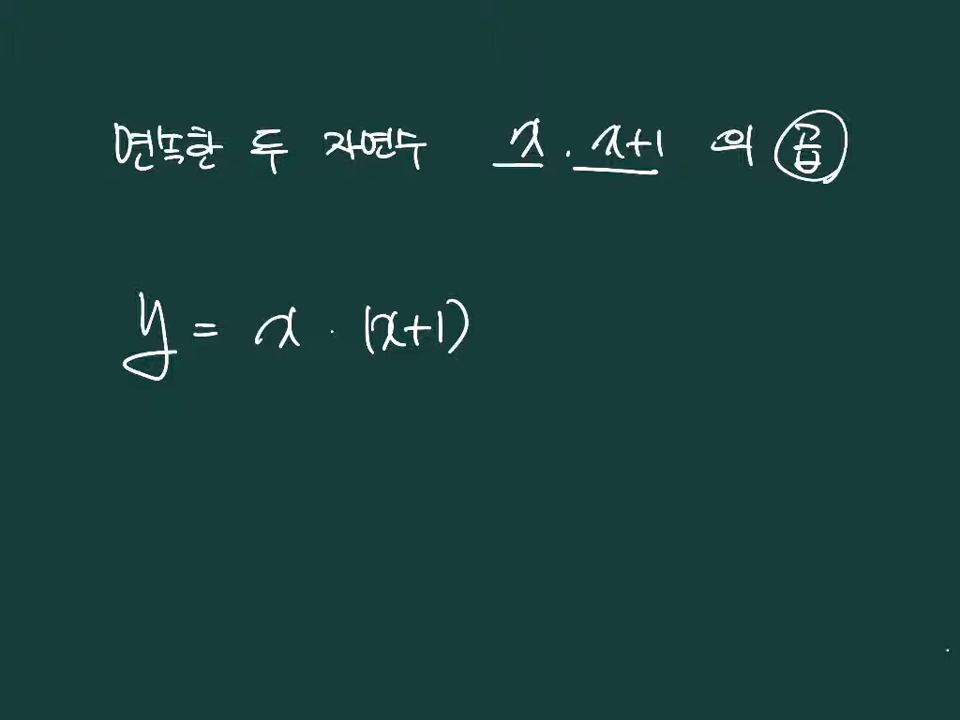 연속한 두 자연수 x . x+1 의 곱
y = x · (x+1)